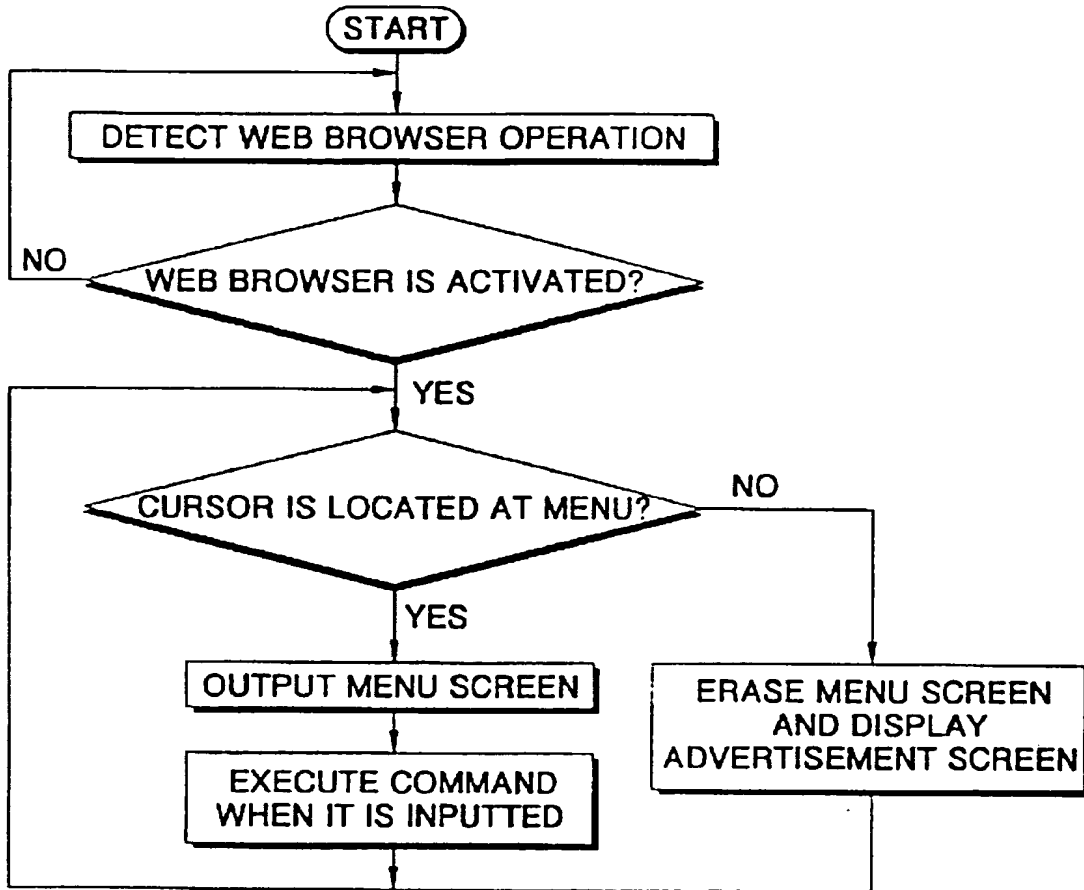 START
DETECT WEB BROWSER OPERATION
NO
WEB BROWSER IS ACTIVATED?
YES
CURSOR IS LOCATED AT MENU?
NO
YES
OUTPUT MENU SCREEN
EXECUTE COMMAND
WHEN IT IS INPUTTED
ERASE MENU SCREEN
AND DISPLAY
ADVERTISEMENT SCREEN